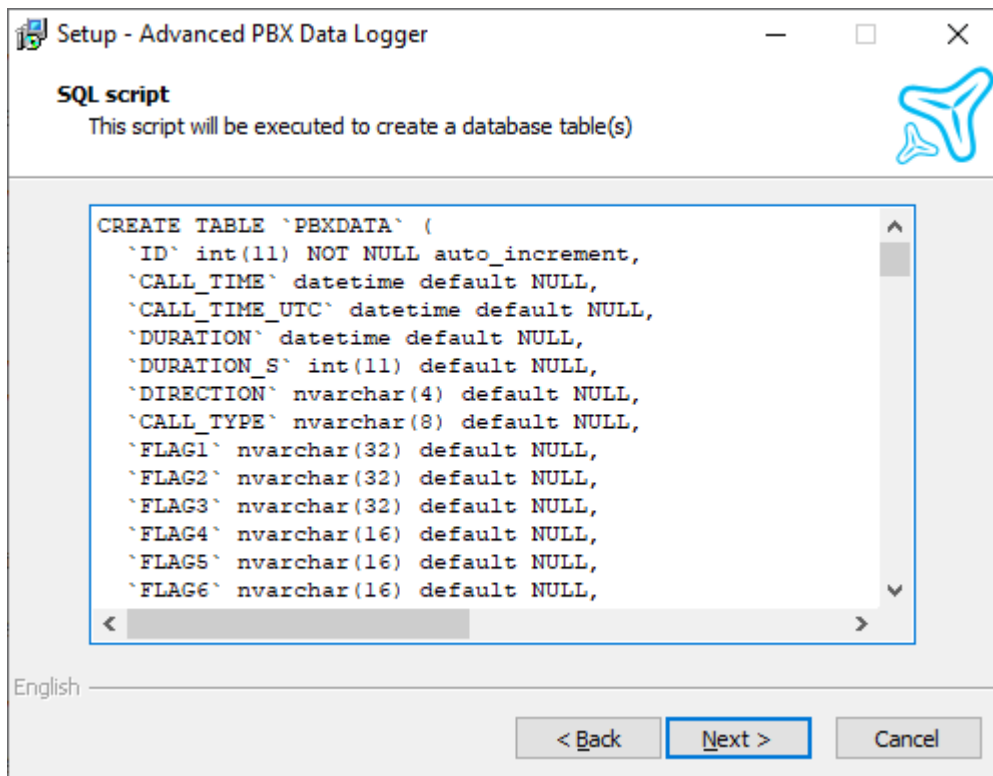 Setup - Advanced PBX Data Logger
SQL script
This script will be executed to create a database table(s)
CREATE TABLE `PBXDATA` (
  `ID` int(11) NOT NULL auto_increment,
  `CALL_TIME` datetime default NULL,
  `CALL_TIME_UTC` datetime default NULL,
  `DURATION` datetime default NULL,
  `DURATION_S` int(11) default NULL,
  `DIRECTION` nvarchar(4) default NULL,
  `CALL_TYPE` nvarchar(8) default NULL,
  `FLAG1` nvarchar(32) default NULL,
  `FLAG2` nvarchar(32) default NULL,
  `FLAG3` nvarchar(32) default NULL,
  `FLAG4` nvarchar(16) default NULL,
  `FLAG5` nvarchar(16) default NULL,
  `FLAG6` nvarchar(16) default NULL,
English
< Back Next > Cancel